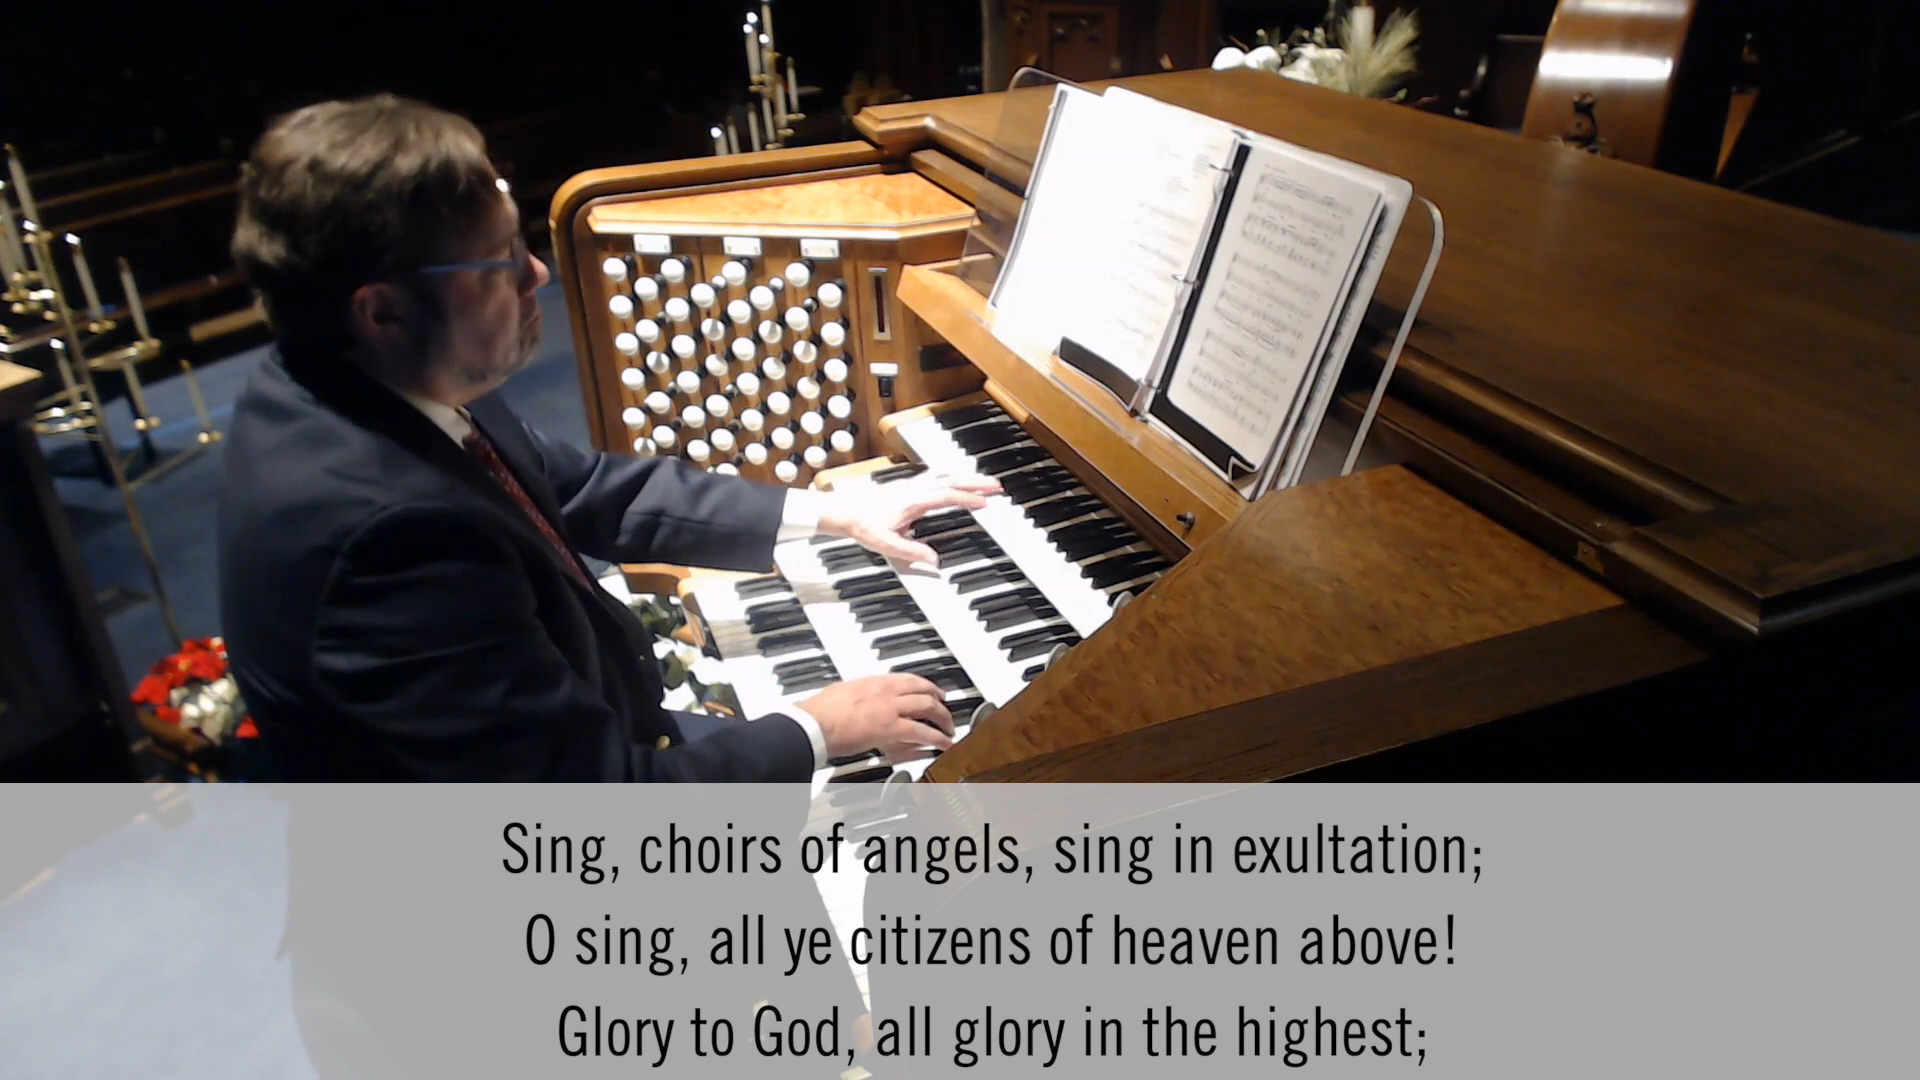 Sing, choirs of angels, sing in exultation;
O sing, all ye citizens of heaven above!
Glory to God, all glory in the highest;